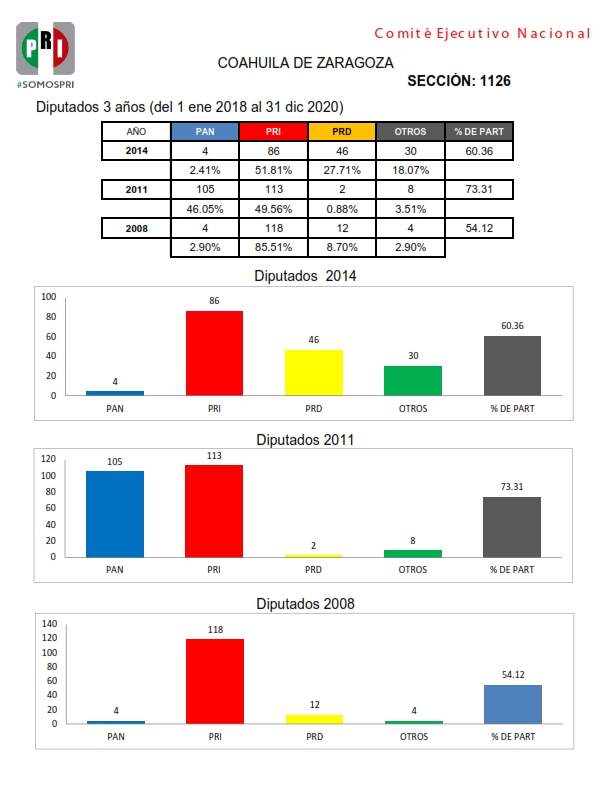 Comité Ejecutivo Nacional
PRI
#SOMOSPRI
COAHUILA DE ZARAGOZA
SECCIÓN: 1126
Diputados 3 años (del 1 ene 2018 al 31 dic 2020)
AÑO PAN PRI PRD OTROS % DE PART
2014 4 86 46 30 60.36
2.41% 51.81% 27.71% 18.07%
2011 105 113 2 8 73.31
46.05% 49.56% 0.88% 3.51%
2008 4 118 12 4 54.12
2.90% 85.51% 8.70% 2.90%
Diputados 2014
100
80
60
40
20
0
4 86 46 30 60.36
PAN PRI PRD OTROS % DE PART
Diputados 2011
120
100
80
60
40
20
0
105 113 2 8 73.31
PAN PRI PRD OTROS % DE PART
Diputados 2008
140
120
100
80
60
40
20
0
4 118 12 4 54.12
PAN PRI PRD OTROS % DE PART